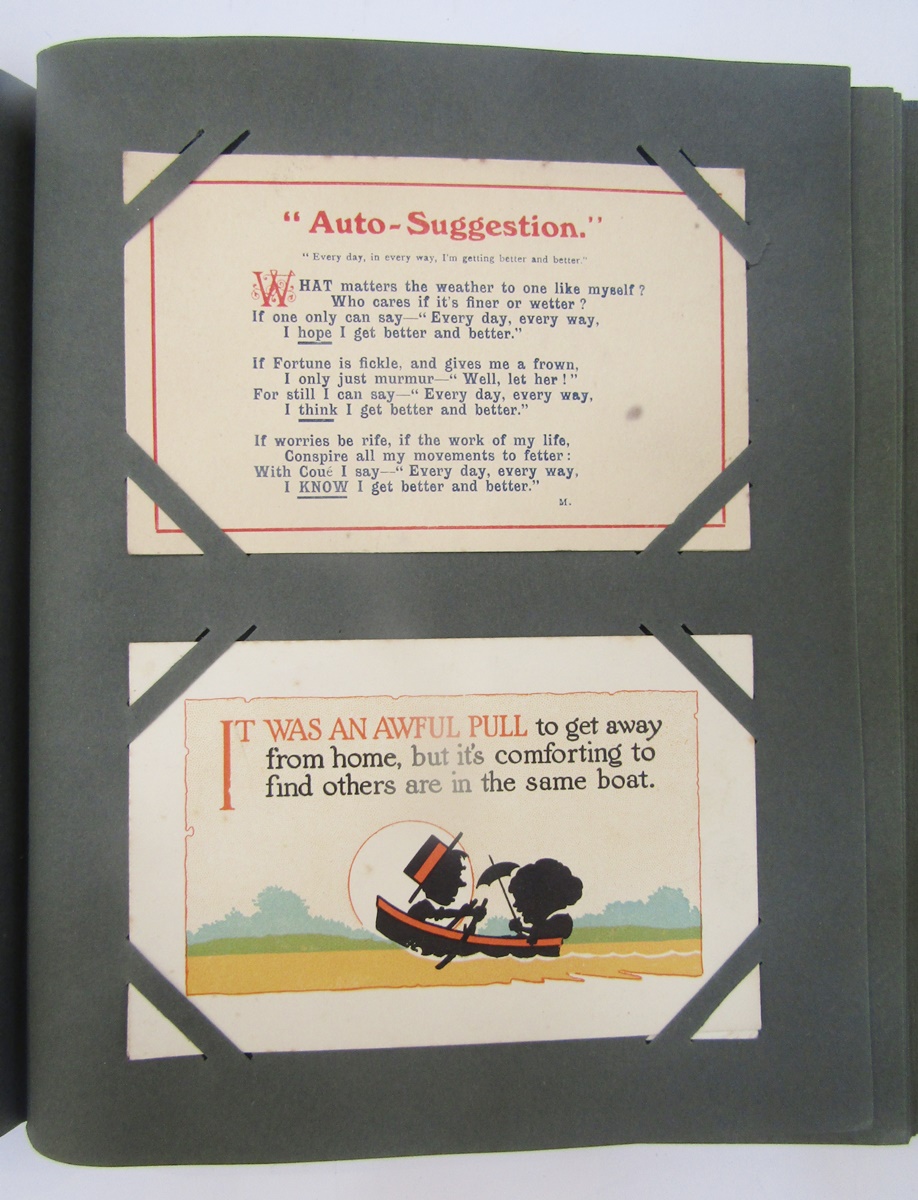 “Auto-Suggestion.”
“Every day, in every way, I'm getting better and better.”
WHAT matters the weather to one like myself?
Who cares if it's finer or wetter?
If one only can say—“Every day, every way,
I hope I get better and better.”
If Fortune is fickle, and gives me a frown,
I only just murmur—“Well, let her!”
For still I can say—“Every day, every way,
I think I get better and better.”
If worries be rife, if the work of my life,
Conspire all my movements to fetter:
With Coué I say—“Every day, every way,
I KNOW I get better and better.”
M.
IT WAS AN AWFUL PULL to get away
from home, but it's comforting to
find others are in the same boat.